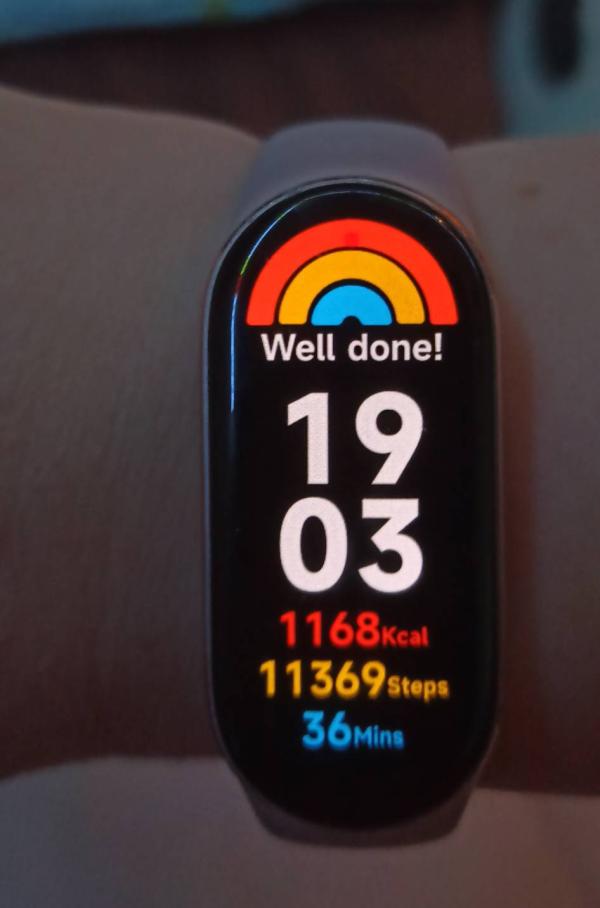 Well done!
19
03
1168Kcal
11369Steps
36Mins